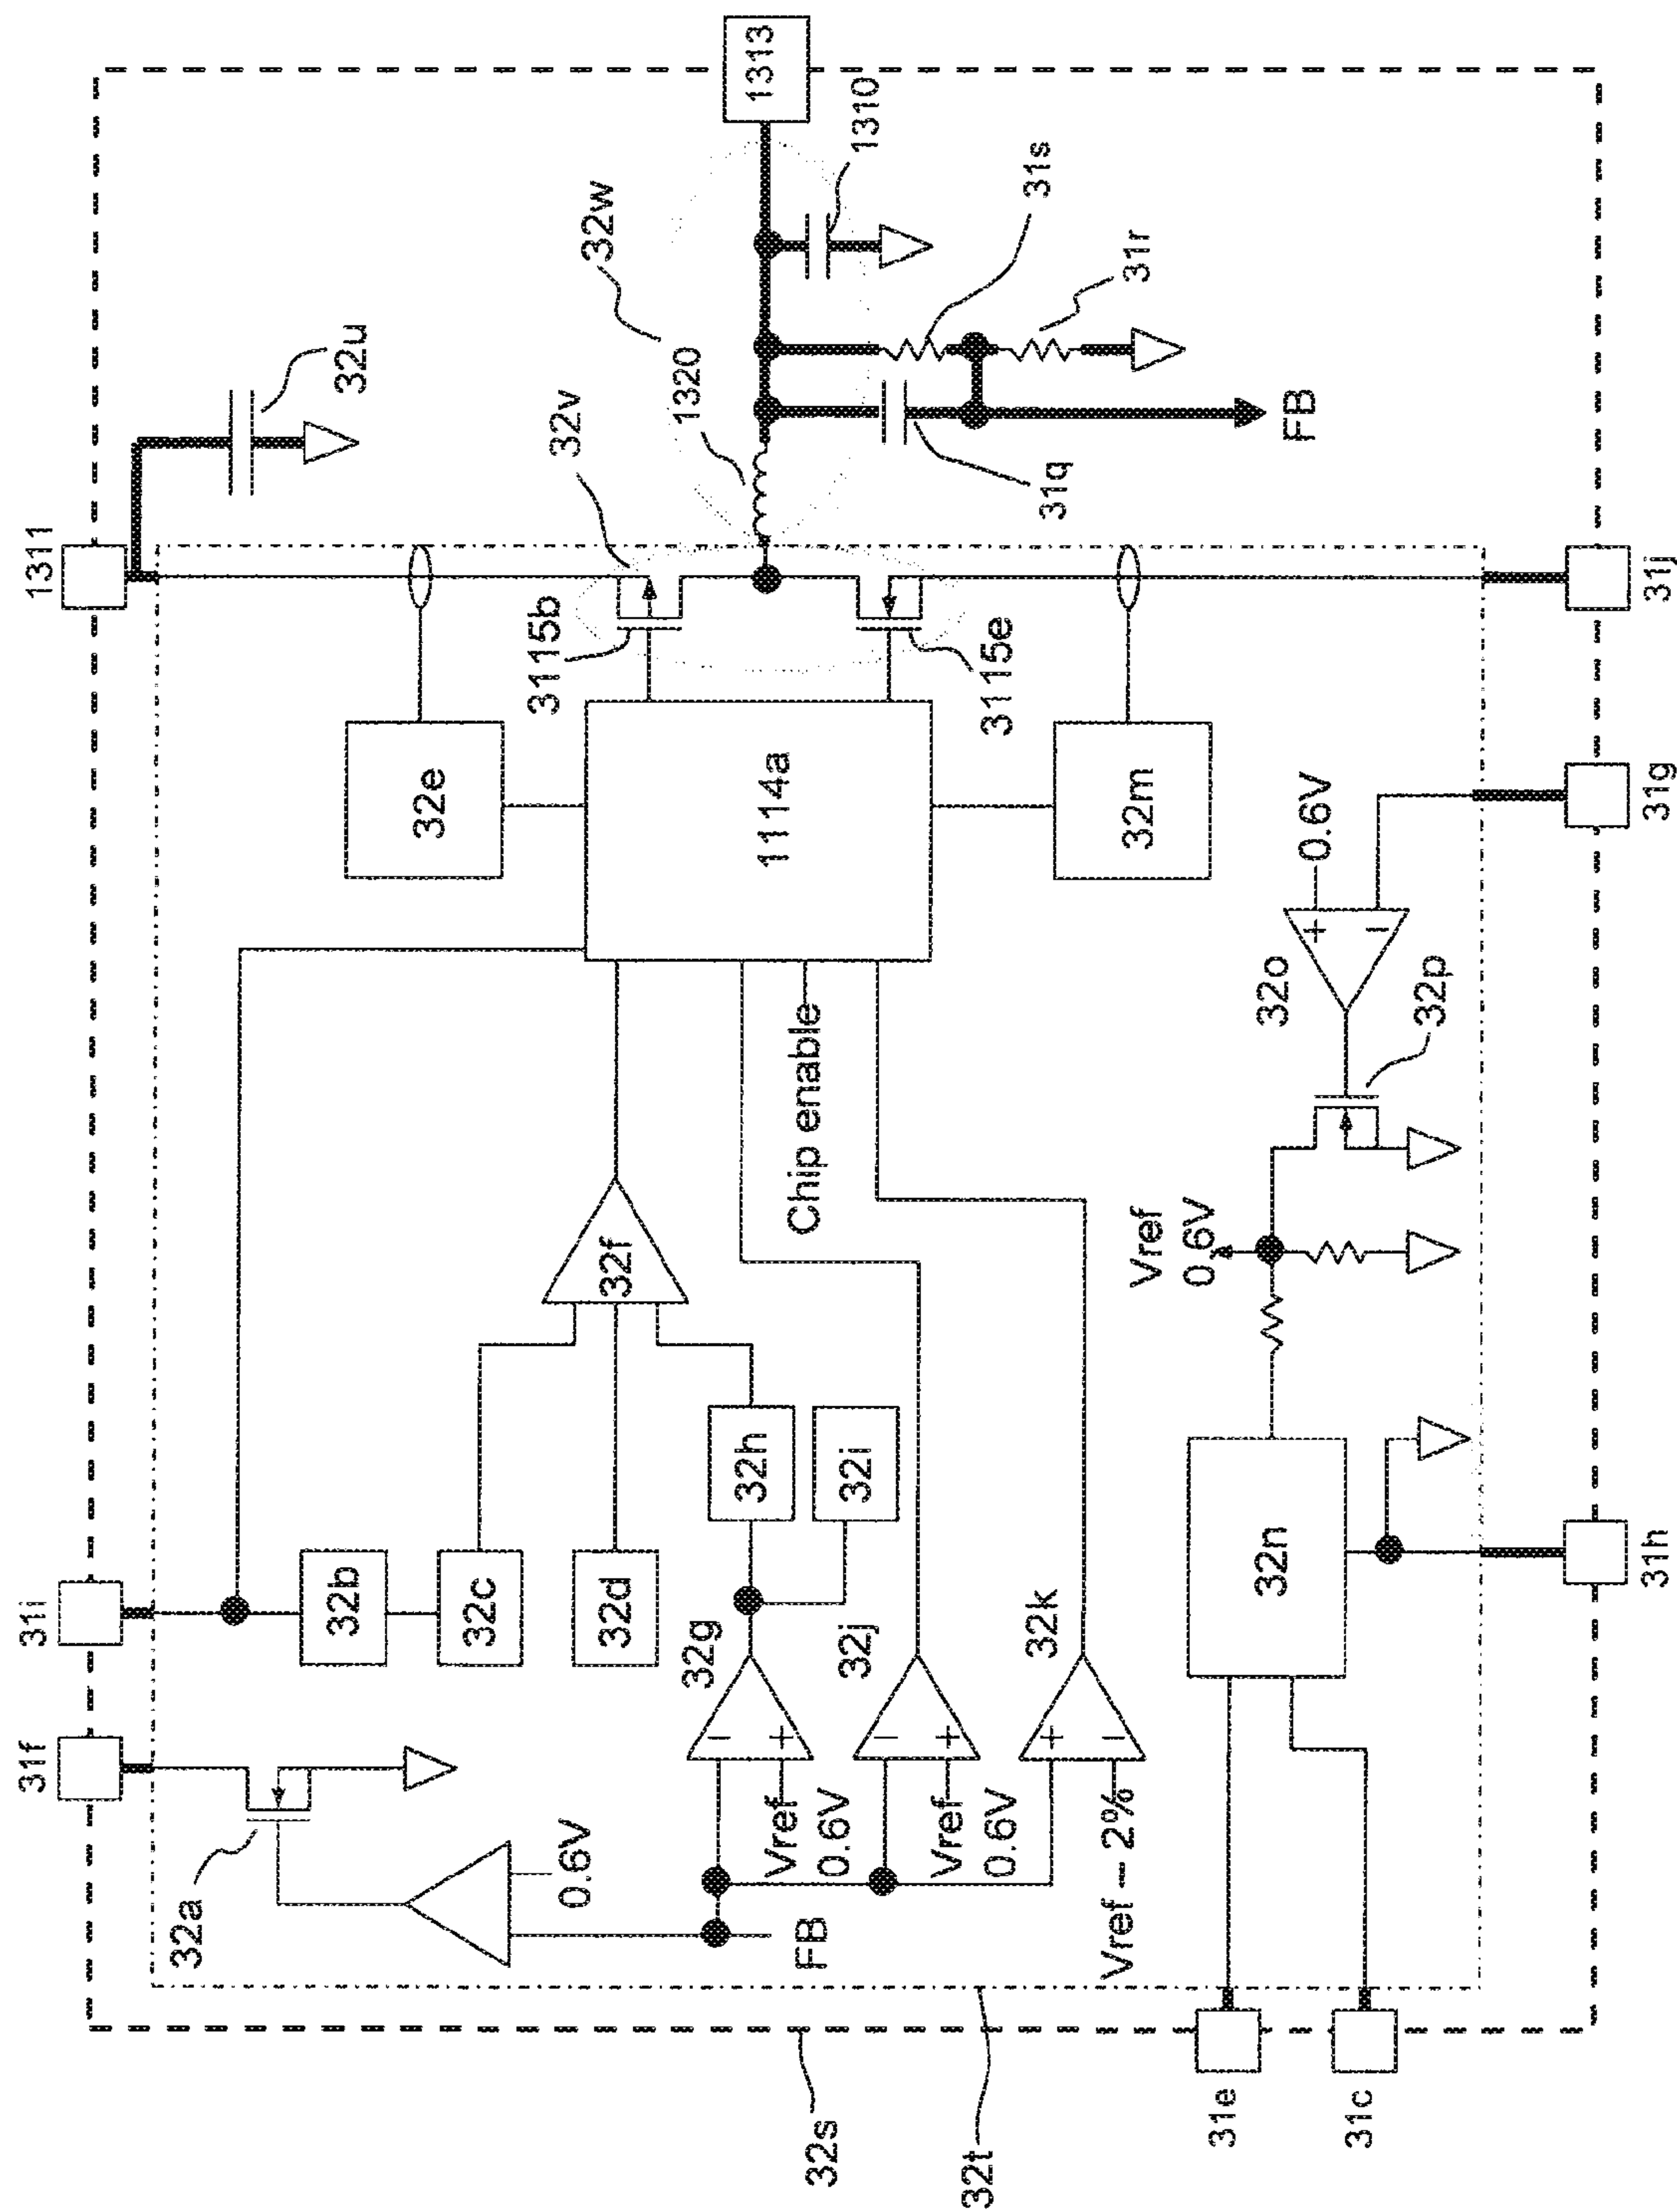 1311
31i
31f
32u
1313
32w
1310
31s
31r
1320
32v
31q
FB
3115b
3115e
32e
1114a
32m
31j
31g
0.6V
+
−
32o
32p
Chip enable
32f
Vref
0.6V
32b
32c
32d
32h
32i
32g
32j
32k
32n
31h
32a
0.6V
−
+
−
+
+
−
Vref
0.6V
Vref
0.6V
Vref – 2%
FB
31e
31c
32s
32t